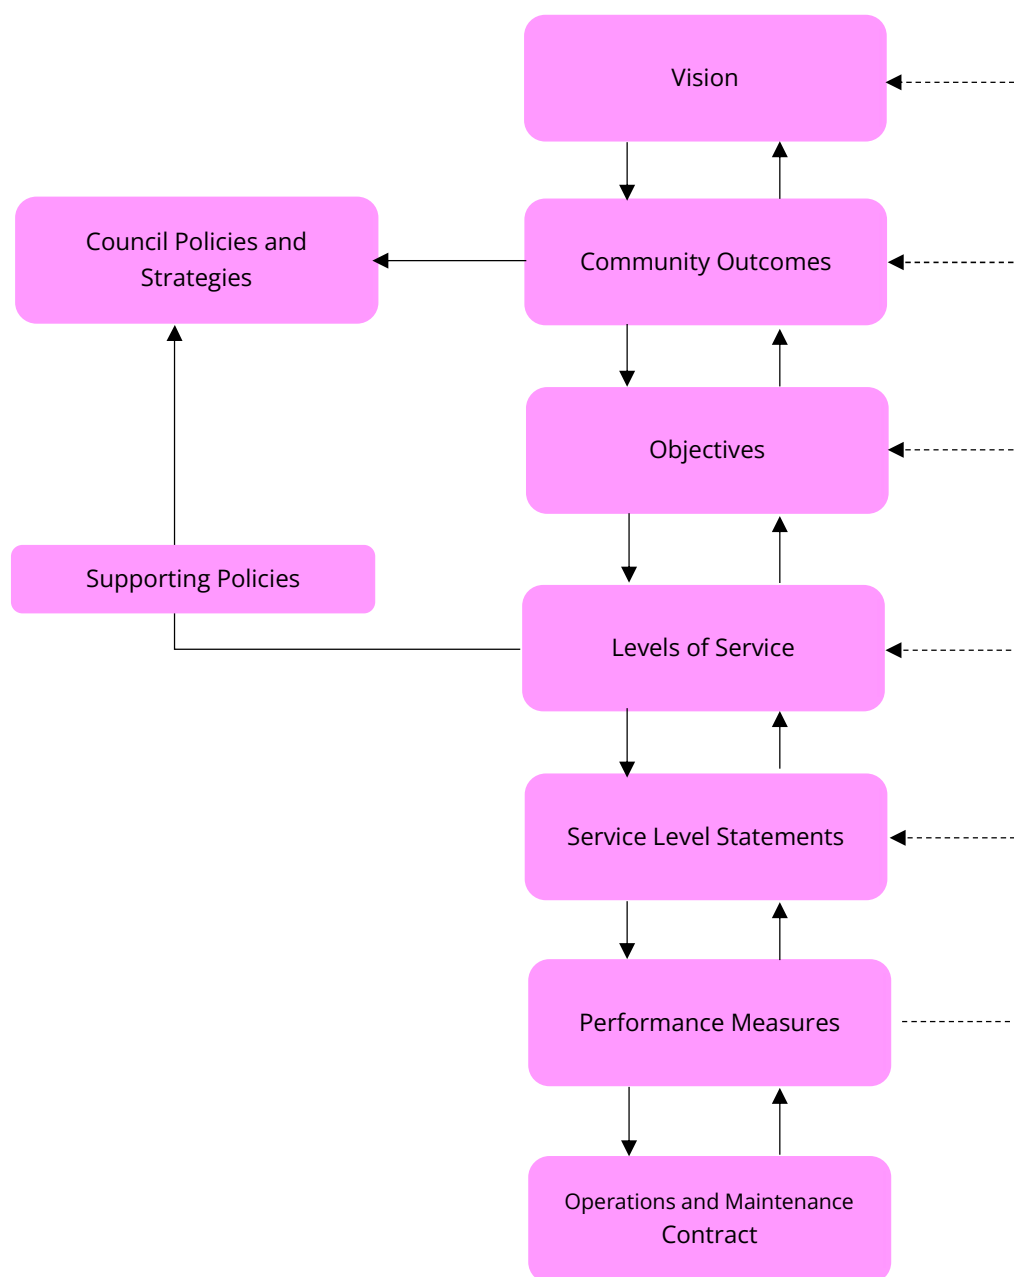 Vision
Council Policies and
Strategies
Community Outcomes
Objectives
Supporting Policies
Levels of Service
Service Level Statements
Performance Measures
Operations and Maintenance
Contract